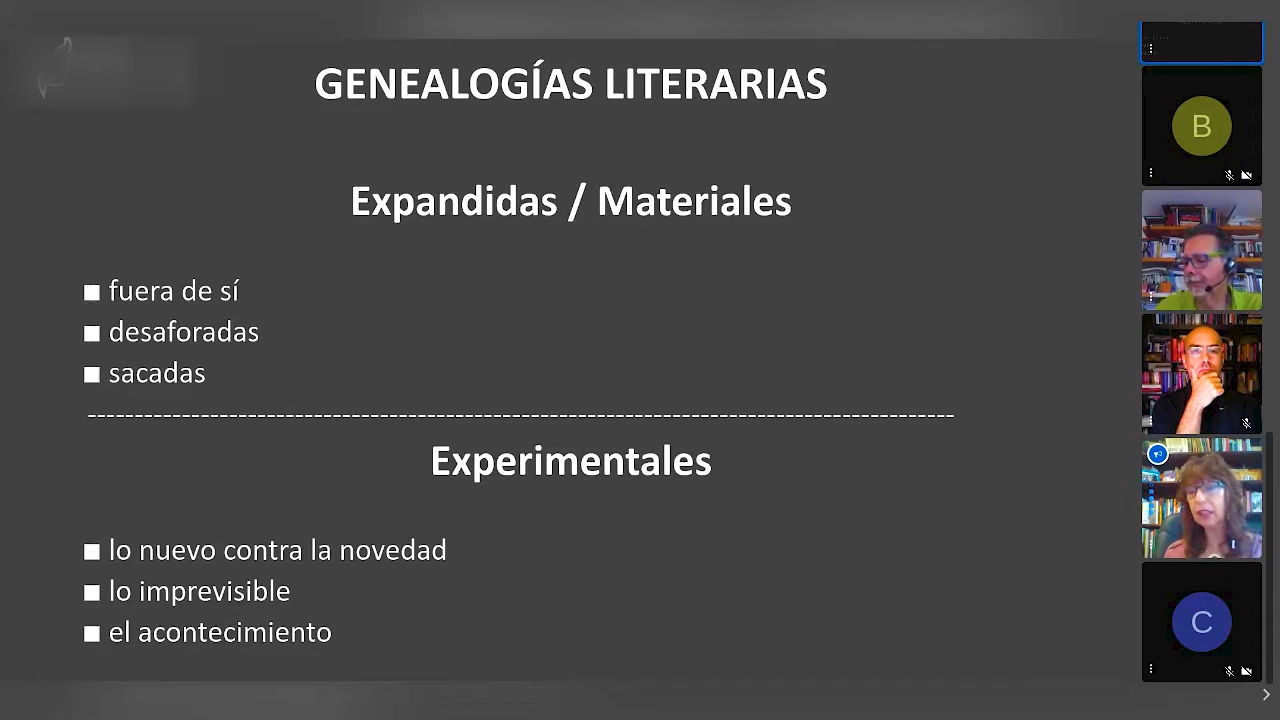 GENEALOGÍAS LITERARIAS
Expandidas / Materiales
■ fuera de sí
■ desaforadas
■ sacadas
-----------------------------------------------------------------------------------------------
Experimentales
■ lo nuevo contra la novedad
■ lo imprevisible
■ el acontecimiento
B
C